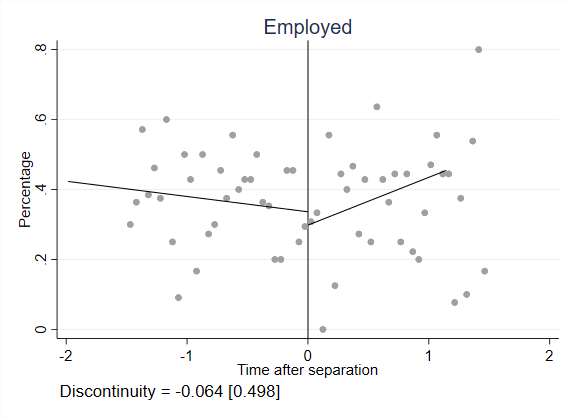 Employed
Percentage
.8
.6
.4
.2
0
-2 -1 0 1 2
Time after separation
Discontinuity = -0.064 [0.498]